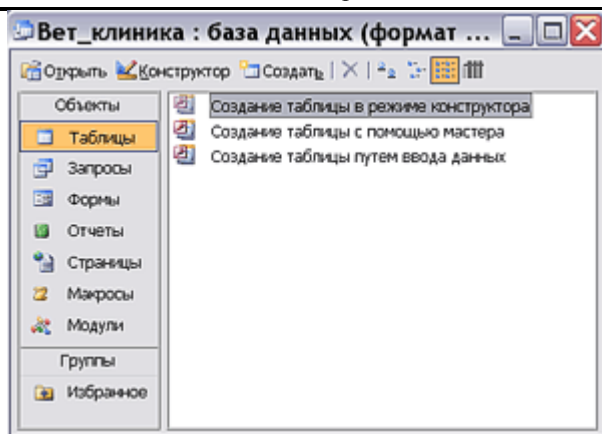 Вет_клиника : база данных (формат ...
Открыть Конструктор Создать
Объекты
Таблицы
Запросы
Формы
Отчеты
Страницы
Макросы
Модули
Группы
Избранное
Создание таблицы в режиме конструктора
Создание таблицы с помощью мастера
Создание таблицы путем ввода данных